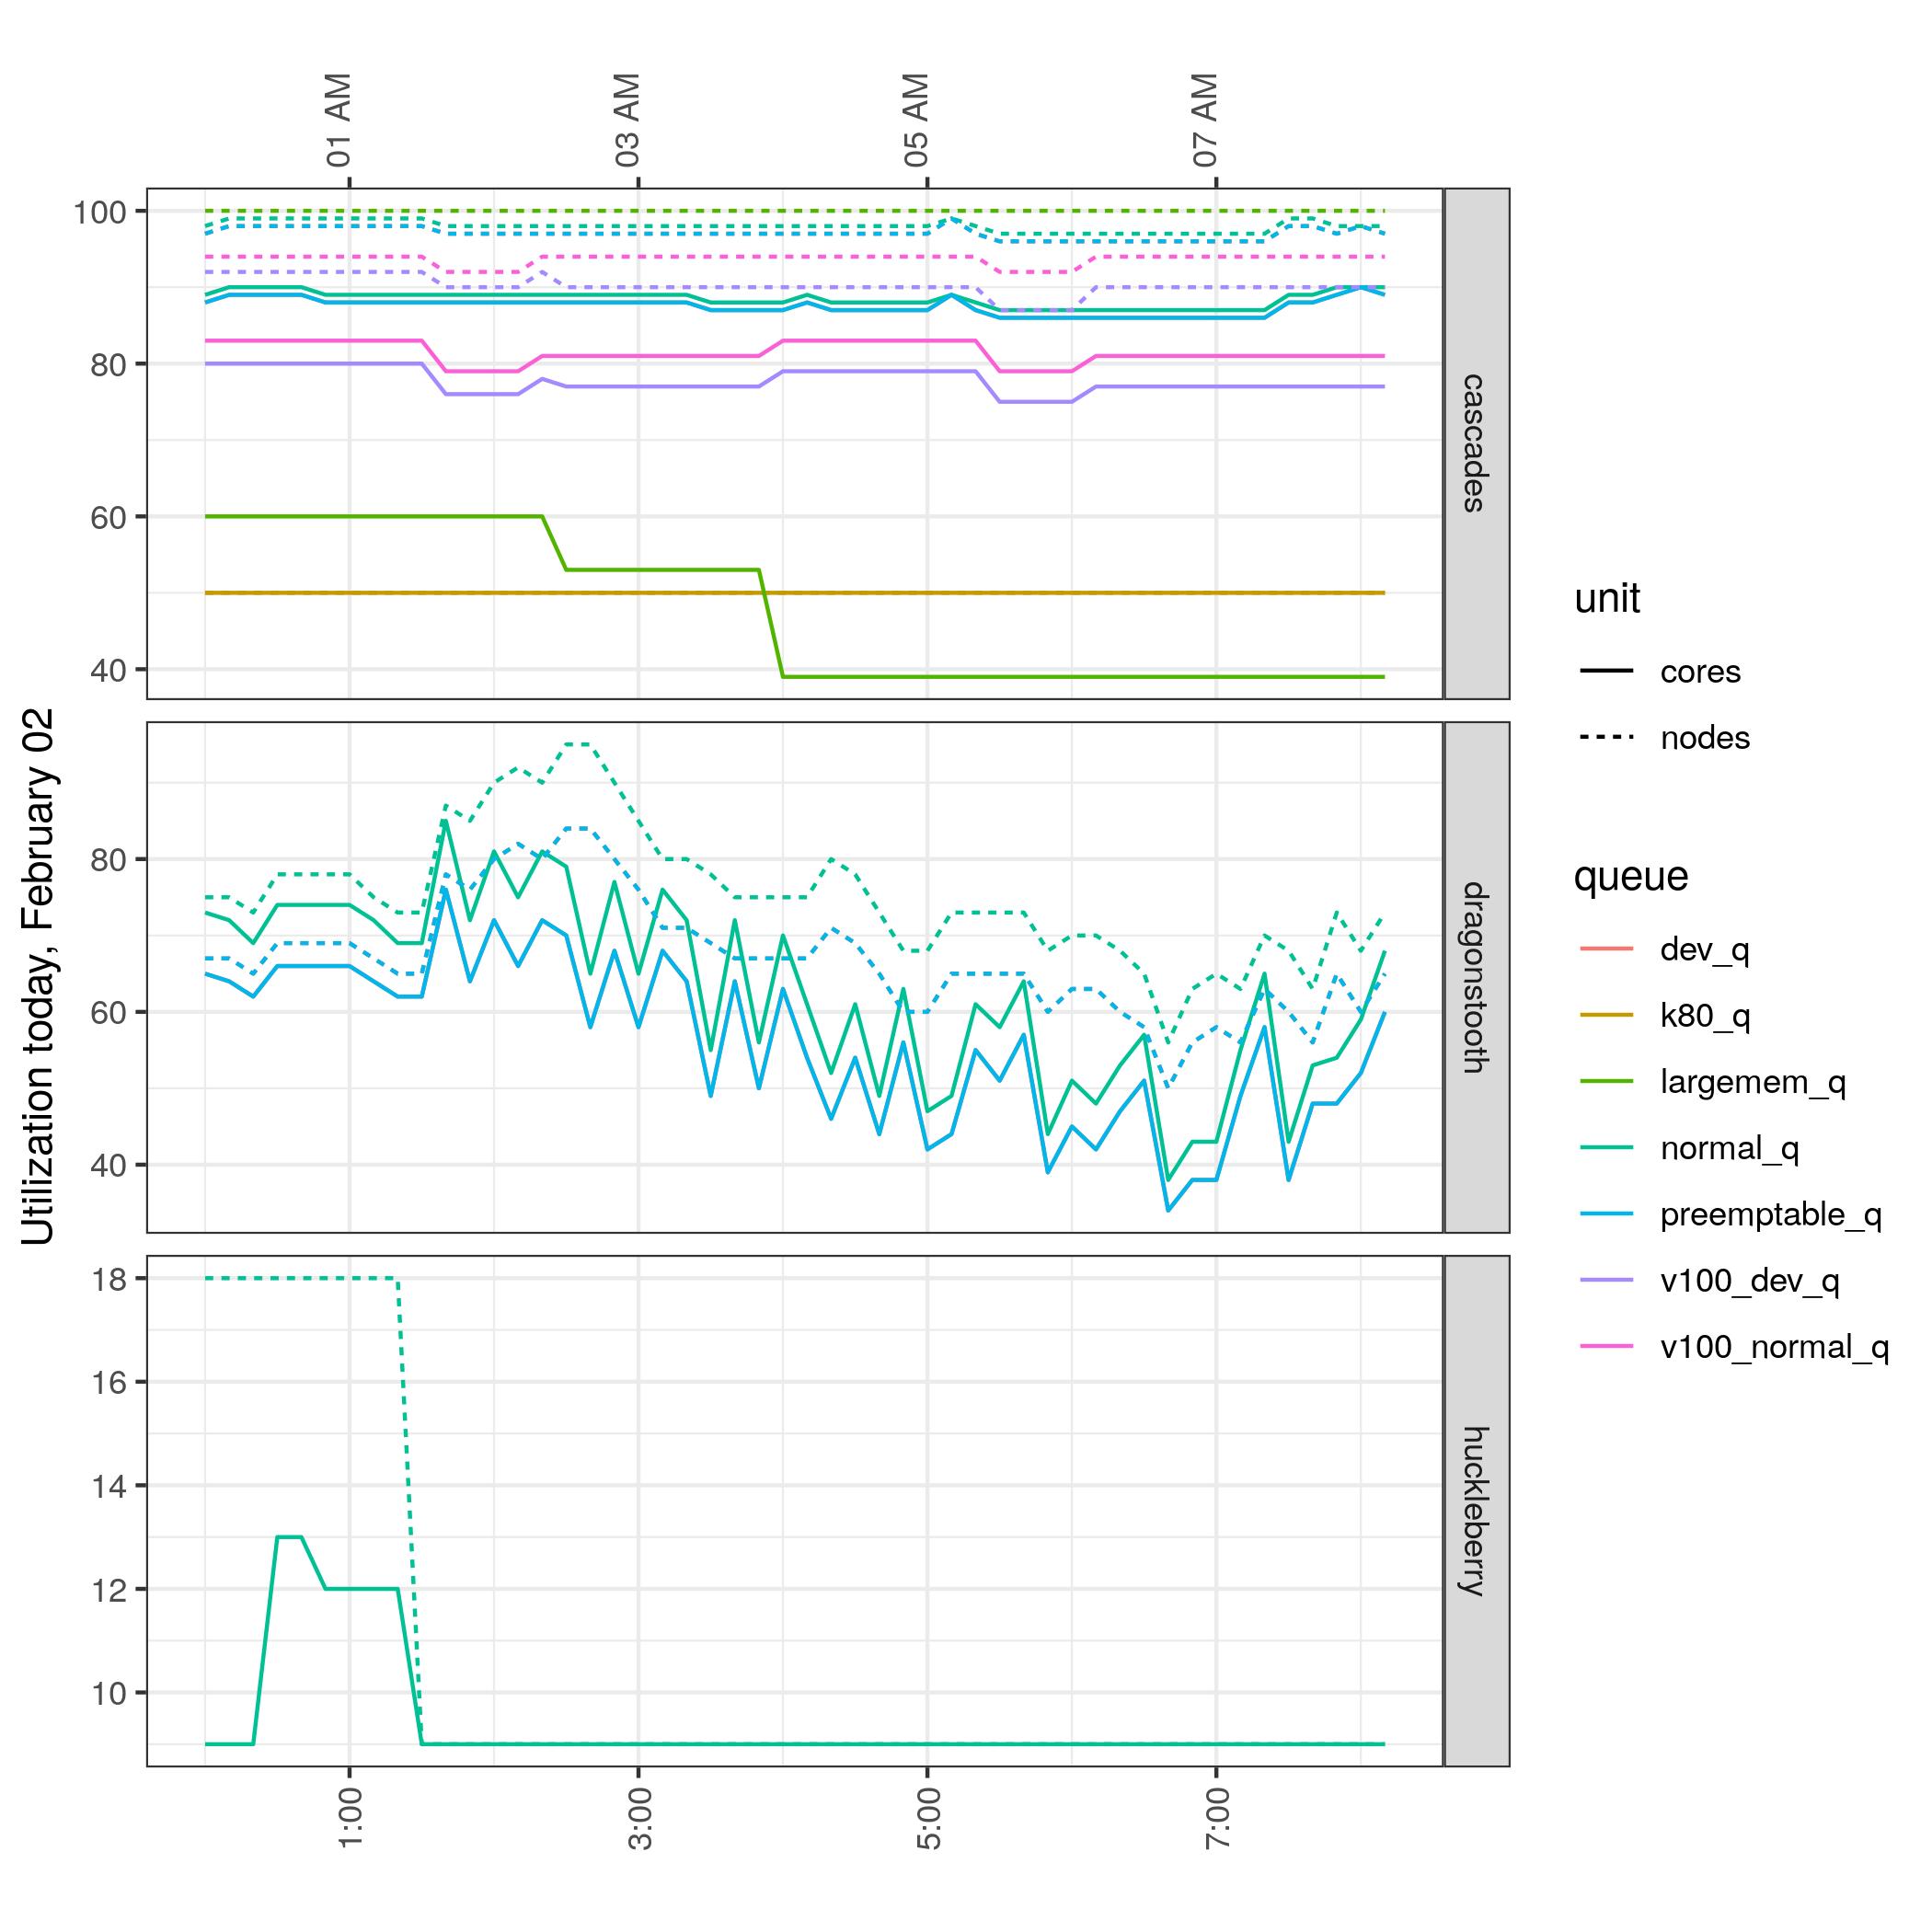 01 AM
03 AM
05 AM
07 AM
Utilization today, February 02
100
80
60
40
cascades
80
60
40
dragonstooth
18
16
14
12
10
huckleberry
1:00
3:00
5:00
7:00
unit
cores
nodes
queue
dev_q
k80_q
largemem_q
normal_q
preemptable_q
v100_dev_q
v100_normal_q